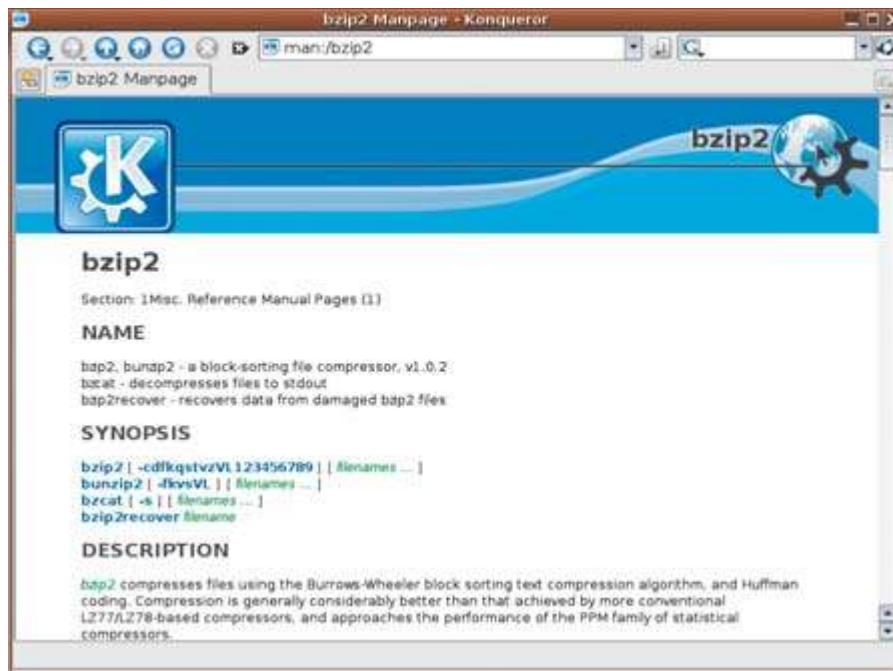 bzip2 Manpage - Konqueror
man:/bzip2
bzip2 Manpage
K
bzip2
bzip2
Section: 1Misc. Reference Manual Pages (1)
NAME
bzip2, bunzip2 - a block-sorting file compressor, v1.0.2
bzcat - decompresses files to stdout
bzip2recover - recovers data from damaged bzip2 files
SYNOPSIS
bzip2 [ -cdfkqstvzVL123456789 ] [ filenames ... ]
bunzip2 [ -fkvsVL ] [ filenames ... ]
bzcat [ -s ] [ filenames ... ]
bzip2recover filename
DESCRIPTION
bzip2 compresses files using the Burrows-Wheeler block sorting text compression algorithm, and Huffman
coding. Compression is generally considerably better than that achieved by more conventional
LZ77/LZ78-based compressors, and approaches the performance of the PPM family of statistical
compressors.